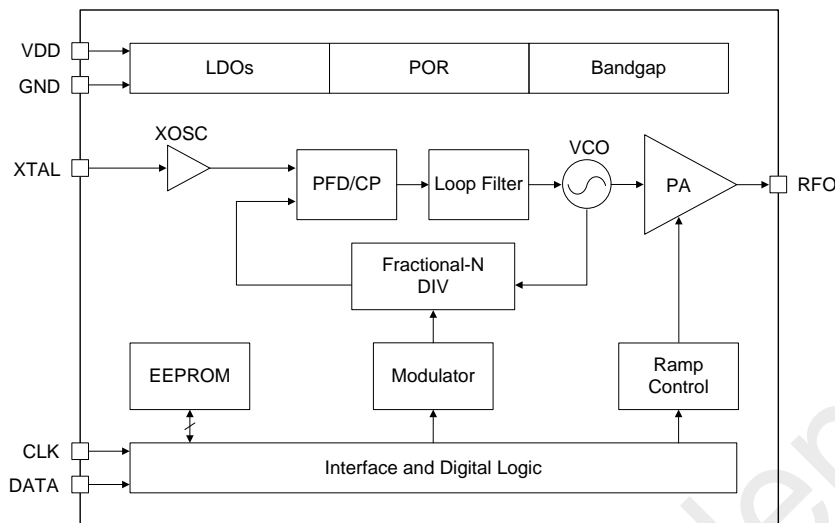 VDD
GND
LDOs
POR
Bandgap
XOSC
XTAL
PFD/CP
Loop Filter
VCO
PA
RFO
Fractional-N
DIV
EEPROM
Modulator
Ramp
Control
CLK
DATA
Interface and Digital Logic